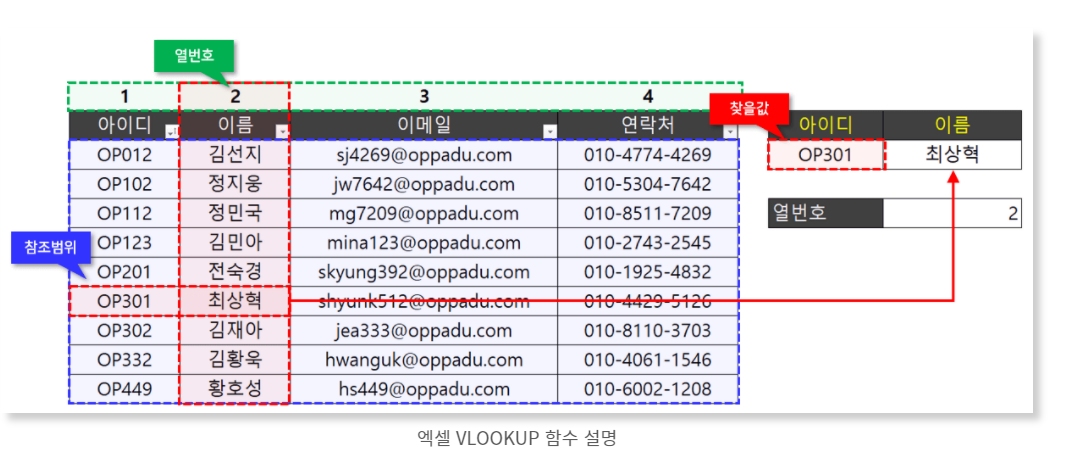 열번호
1 2 3 4
찾을값
아이디 이름 이메일 연락처 아이디 이름
OP012 김선지 sj4269@oppadu.com 010-4774-4269 OP301 최상혁
OP102 정지웅 jw7642@oppadu.com 010-5304-7642
OP112 정민국 mg7209@oppadu.com 010-8511-7209 열번호 2
참조범위
OP123 김민아 mina123@oppadu.com 010-2743-2545
OP201 전숙경 skyung392@oppadu.com 010-1925-4832
OP301 최상혁 shyunk512@oppadu.com 010-4429-5126
OP302 김재아 jea333@oppadu.com 010-8110-3703
OP332 김황욱 hwanguk@oppadu.com 010-4061-1546
OP449 황호성 hs449@oppadu.com 010-6002-1208
엑셀 VLOOKUP 함수 설명